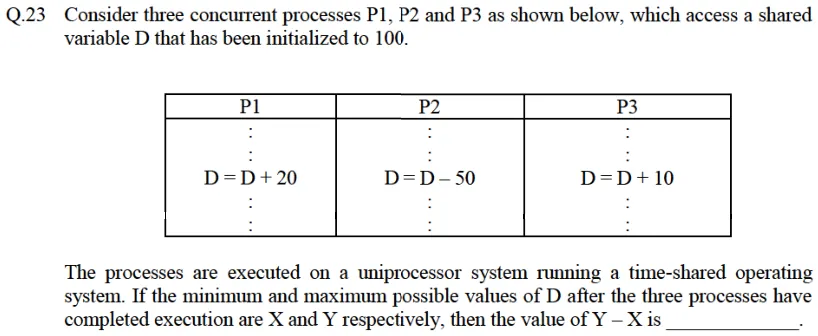 Q.23 Consider three concurrent processes P1, P2 and P3 as shown below, which access a shared
variable D that has been initialized to 100.
P1 P2 P3
: : :
: : :
D = D + 20 D = D – 50 D = D + 10
: : :
: : :
The processes are executed on a uniprocessor system running a time-shared operating
system. If the minimum and maximum possible values of D after the three processes have
completed execution are X and Y respectively, then the value of Y – X is ____________.